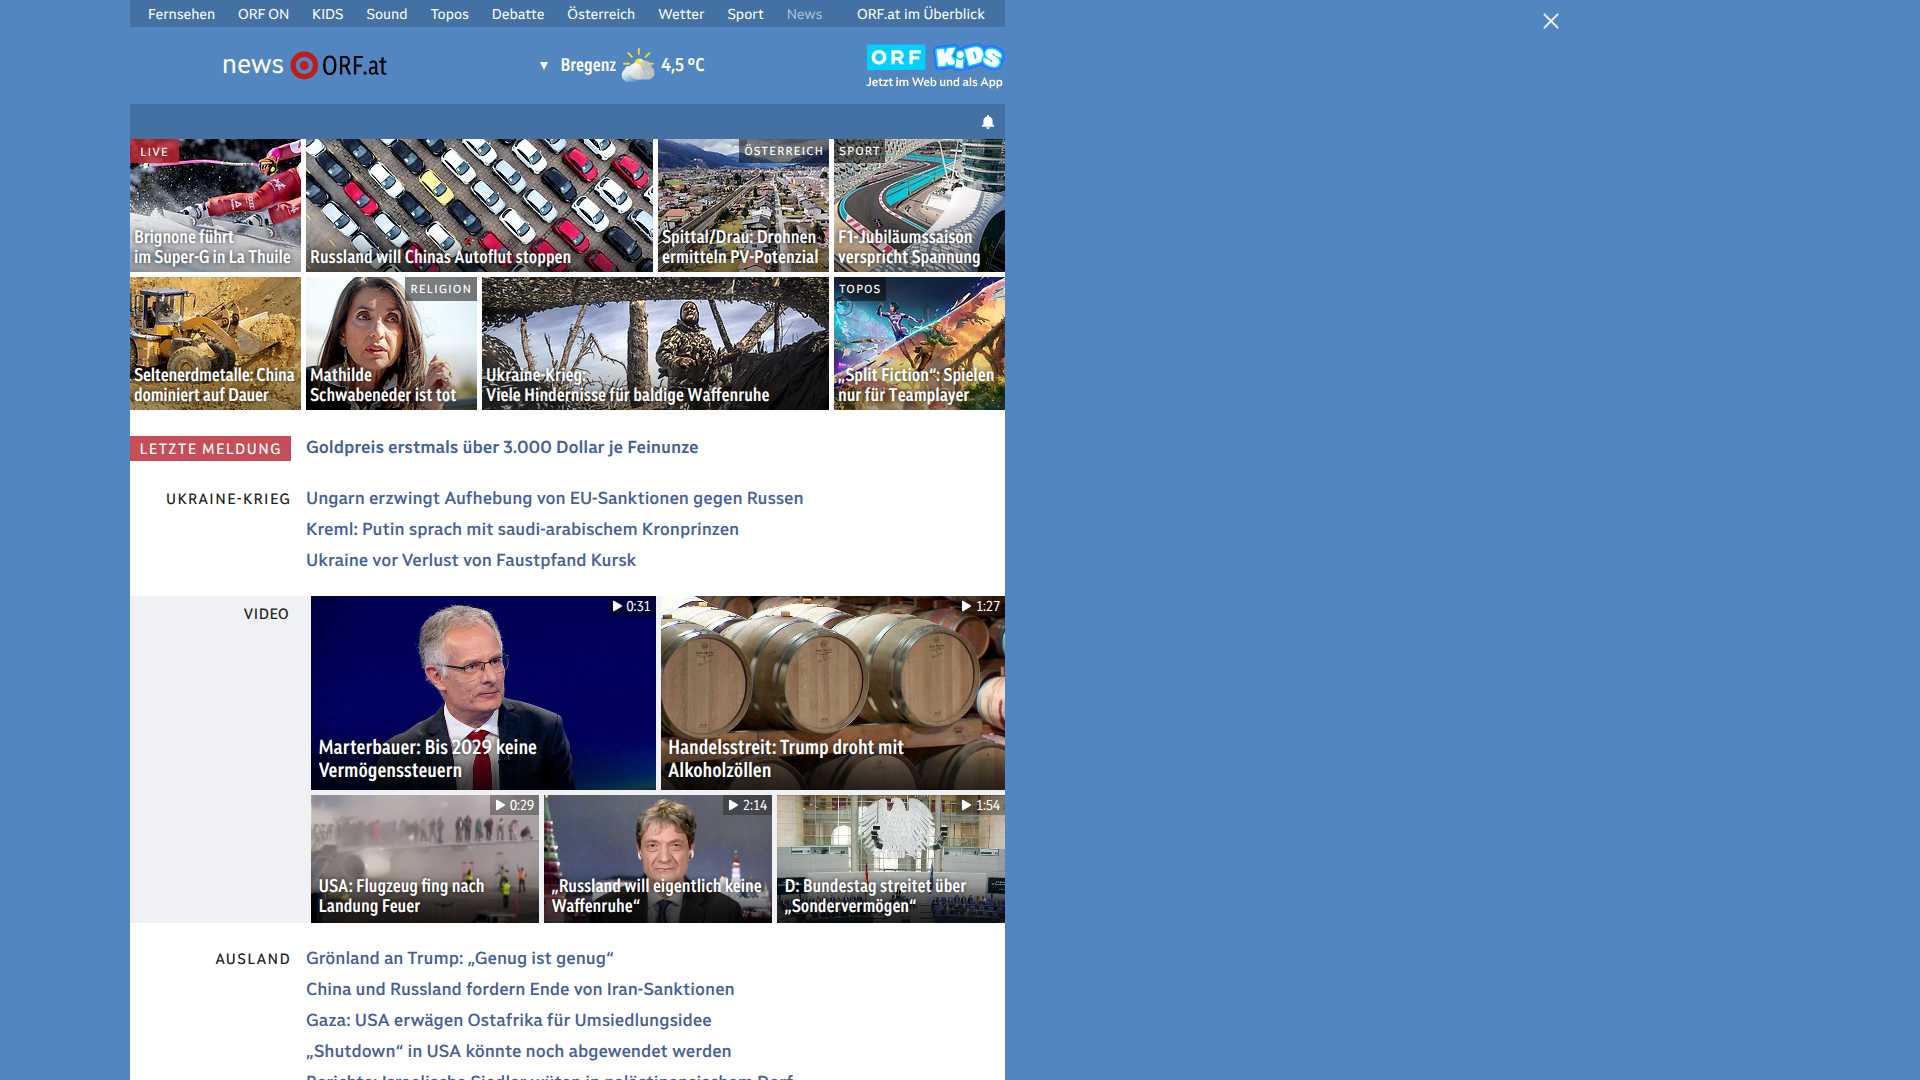 Fernsehen ORF ON KIDS Sound Topos Debatte Österreich Wetter Sport News ORF.at im Überblick
news ORF.at
Bregenz 4,5 °C
ORF KiDS
Jetzt im Web und als App
LIVE
Brignone führt
im Super-G in La Thuile
Russland will Chinas Autoflut stoppen
ÖSTERREICH
Spittal/Drau: Drohnen
ermitteln PV-Potenzial
SPORT
F1-Jubiläumssaison
verspricht Spannung
Seltenerdmetalle: China
dominiert auf Dauer
RELIGION
Mathilde
Schwabeneder ist tot
Ukraine-Krieg:
Viele Hindernisse für baldige Waffenruhe
TOPOS
„Split Fiction“: Spielen
nur für Teamplayer
LETZTE MELDUNG
Goldpreis erstmals über 3.000 Dollar je Feinunze
UKRAINE-KRIEG
Ungarn erzwingt Aufhebung von EU-Sanktionen gegen Russen
Kreml: Putin sprach mit saudi-arabischem Kronprinzen
Ukraine vor Verlust von Faustpfand Kursk
VIDEO
0:31
Marterbauer: Bis 2029 keine
Vermögenssteuern
1:27
Handelsstreit: Trump droht mit
Alkoholzöllen
0:29
USA: Flugzeug fing nach
Landung Feuer
2:14
„Russland will eigentlich keine
Waffenruhe“
1:54
D: Bundestag streitet über
„Sondervermögen“
AUSLAND
Grönland an Trump: „Genug ist genug“
China und Russland fordern Ende von Iran-Sanktionen
Gaza: USA erwägen Ostafrika für Umsiedlungsidee
„Shutdown“ in USA könnte noch abgewendet werden
Berichte: Israelische Siedler wüten in palästinensischem Dorf